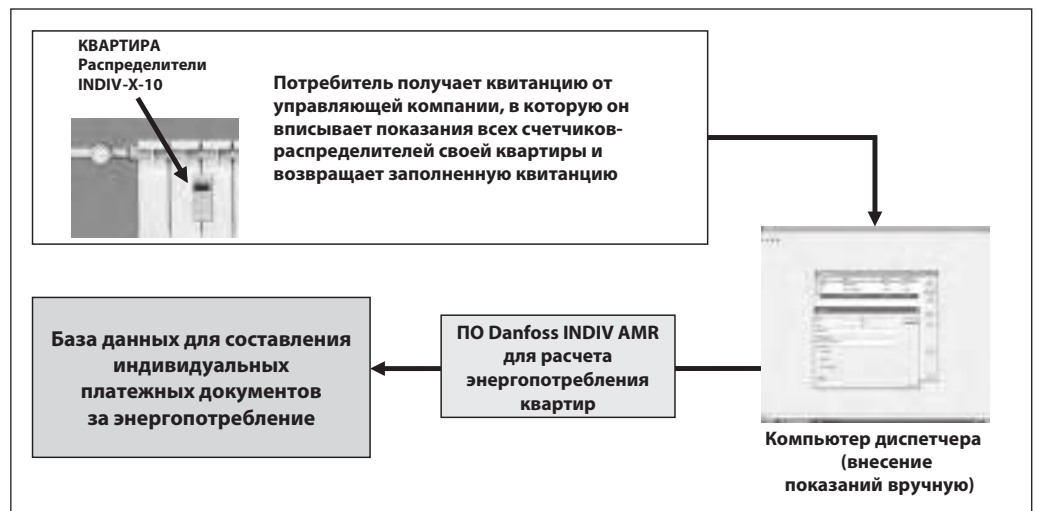 КВАРТИРА
Распределители
INDIV-X-10
Потребитель получает квитанцию от
управляющей компании, в которую он
вписывает показания всех счетчиков-
распределителей своей квартиры и
возвращает заполненную квитанцию
База данных для составления
индивидуальных
платежных документов
за энергопотребление
ПО Danfoss INDIV AMR
для расчета
энергопотребления
квартир
Компьютер диспетчера
(внесение
показаний вручную)